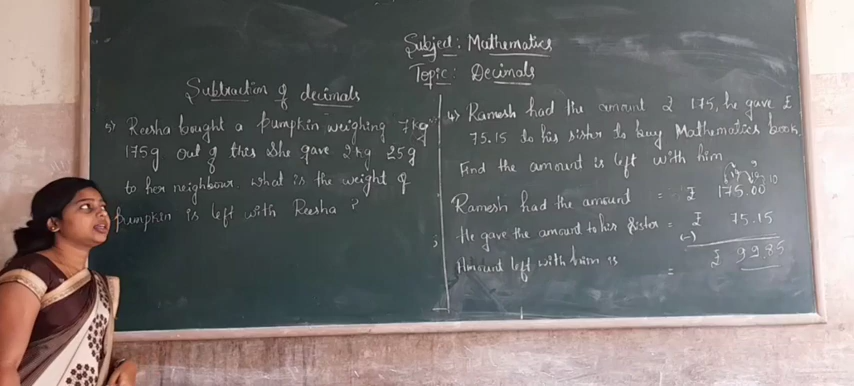 Subject: Mathematics
Topic: Decimals
Subtraction of decimals
5) Reesha bought a pumpkin weighing 7kg
175g out of this She gave 2kg 25g
to her neighbour. What is the weight of
pumpkin is left with Reesha ?
4) Ramesh had the amount ₹ 175, he gave ₹
75.15 to his sister to buy Mathematics book.
Find the amount is left with him
Ramesh had the amount = ₹ 175.00
He gave the amount to his Sister = ₹ 75.15
(-)
Amount left with him is = ₹ 99.85